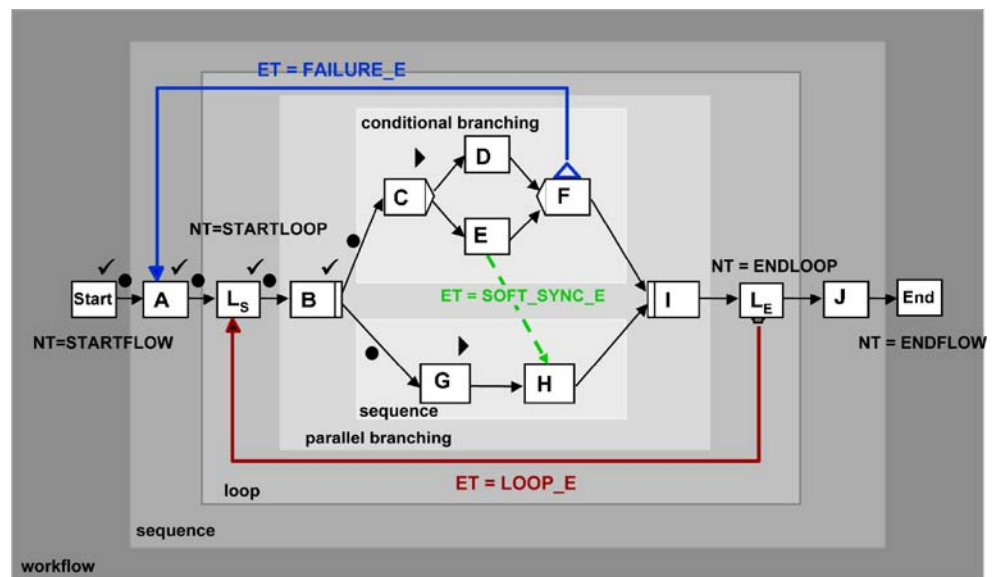 ET = FAILURE_E
conditional branching
D
C
F
NT=STARTLOOP
E
NT = ENDLOOP
Start
A
LS
B
ET = SOFT_SYNC_E
I
LE
J
End
NT=STARTFLOW
NT = ENDFLOW
G
H
sequence
parallel branching
ET = LOOP_E
loop
sequence
workflow